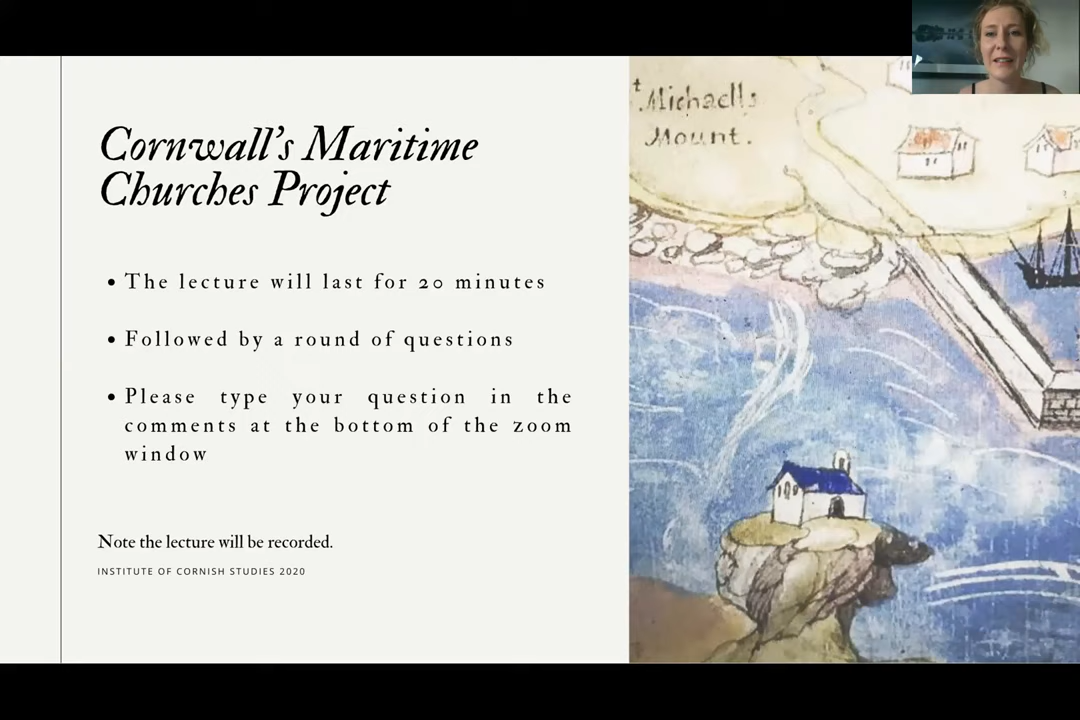 Cornwall's Maritime
Churches Project
• The lecture will last for 20 minutes
• Followed by a round of questions
• Please type your question in the
comments at the bottom of the zoom
window
Note the lecture will be recorded.
INSTITUTE OF CORNISH STUDIES 2020
t Michaells
Mount.